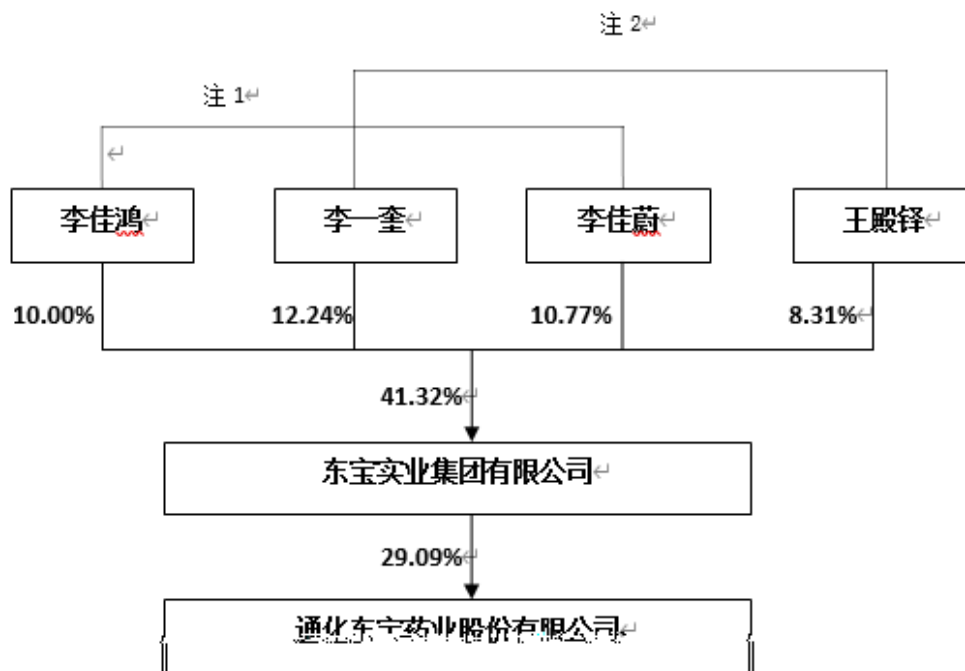 注 2
注 1
李佳鸿
李一奎
李佳蔚
王殿铎
10.00%
12.24%
10.77%
8.31%
41.32%
东宝实业集团有限公司
29.09%
通化东宝药业股份有限公司